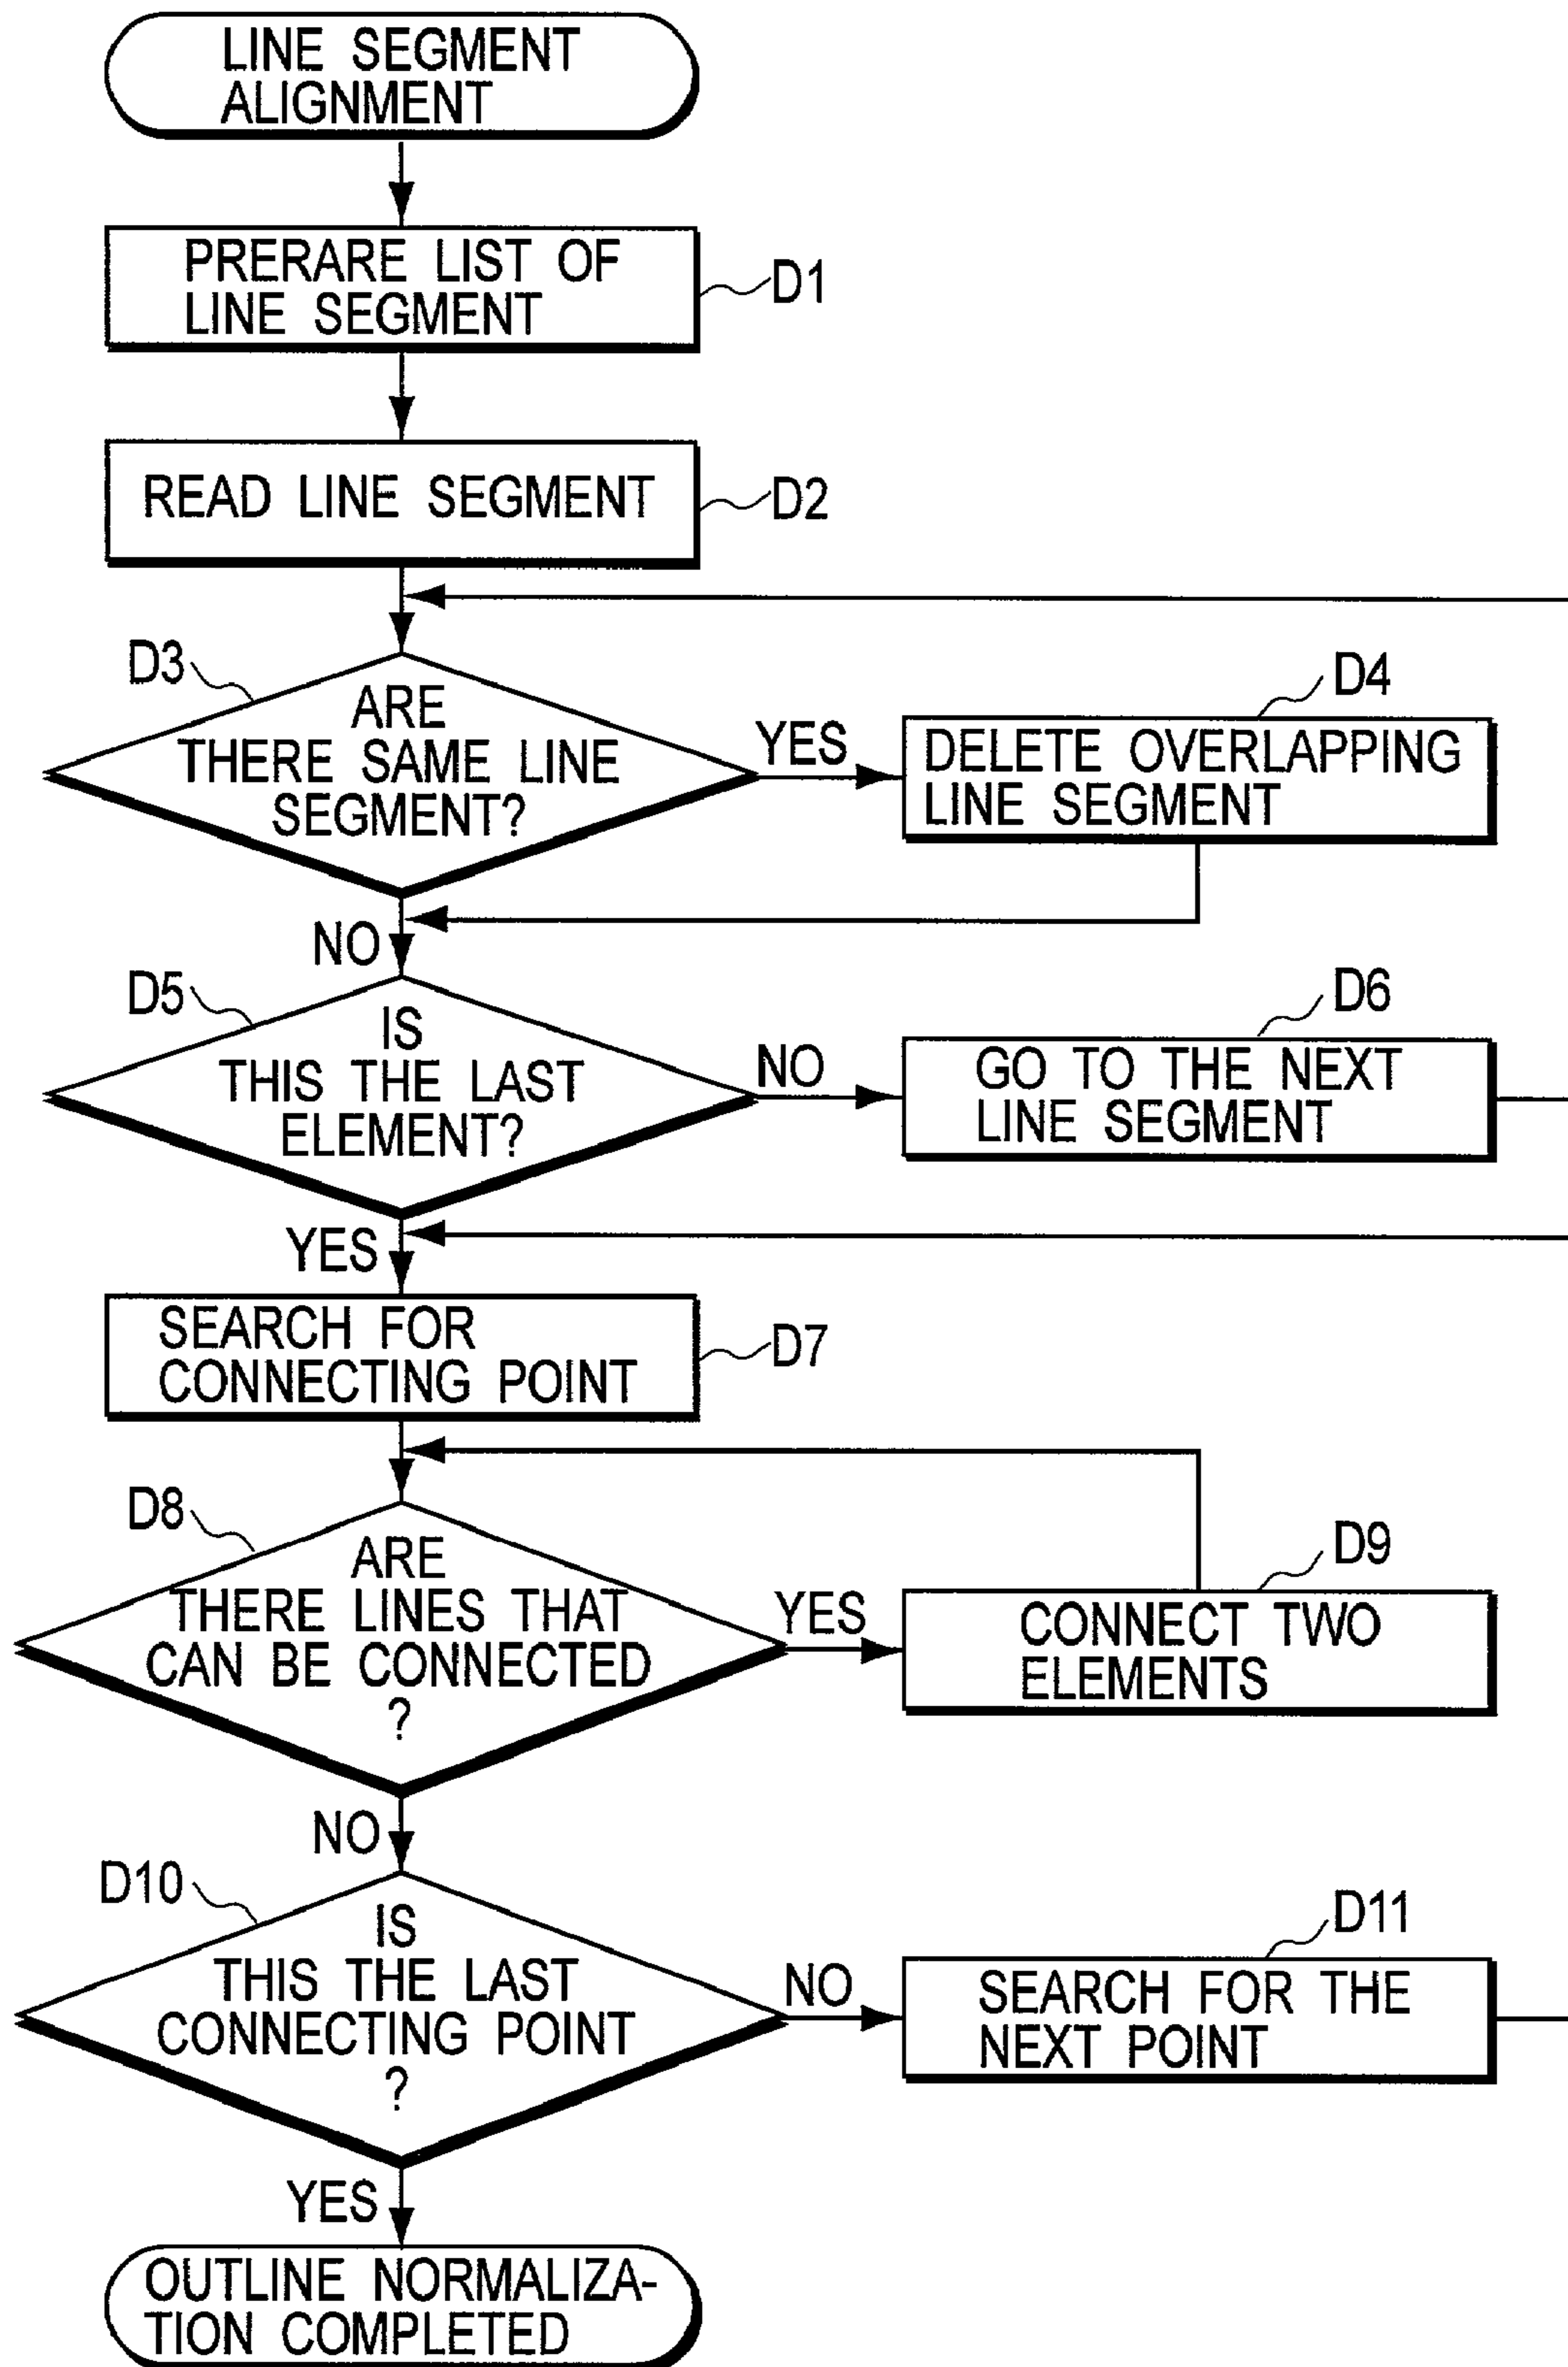 LINE SEGMENT
ALIGNMENT
PRERARE LIST OF
LINE SEGMENT
D1
READ LINE SEGMENT
D2
D3
ARE
THERE SAME LINE
SEGMENT?
YES
D4
DELETE OVERLAPPING
LINE SEGMENT
NO
D5
IS
THIS THE LAST
ELEMENT?
NO
D6
GO TO THE NEXT
LINE SEGMENT
YES
SEARCH FOR
CONNECTING POINT
D7
D8
ARE
THERE LINES THAT
CAN BE CONNECTED
?
YES
D9
CONNECT TWO
ELEMENTS
NO
D10
IS
THIS THE LAST
CONNECTING POINT
?
NO
D11
SEARCH FOR THE
NEXT POINT
YES
OUTLINE NORMALIZA-
TION COMPLETED